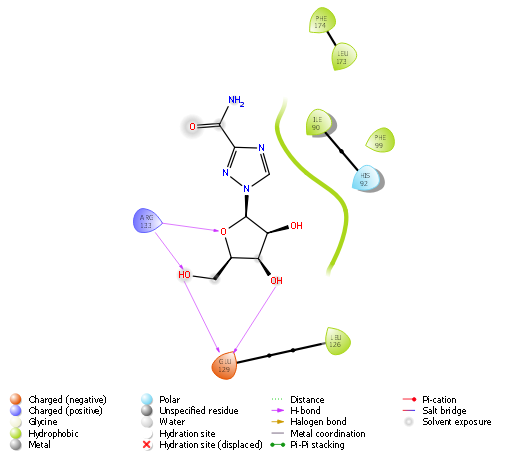 PHE
174
LEU
173
NH2
O
ILE
90
PHE
99
N
N
HIS
92
N
ARG
133
O
OH
HO
OH
LEU
126
GLU
129
Charged (negative)
Charged (positive)
Glycine
Hydrophobic
Metal
Polar
Unspecified residue
Water
Hydration site
Hydration site (displaced)
Distance
H-bond
Halogen bond
Metal coordination
Pi-Pi stacking
Pi-cation
Salt bridge
Solvent exposure